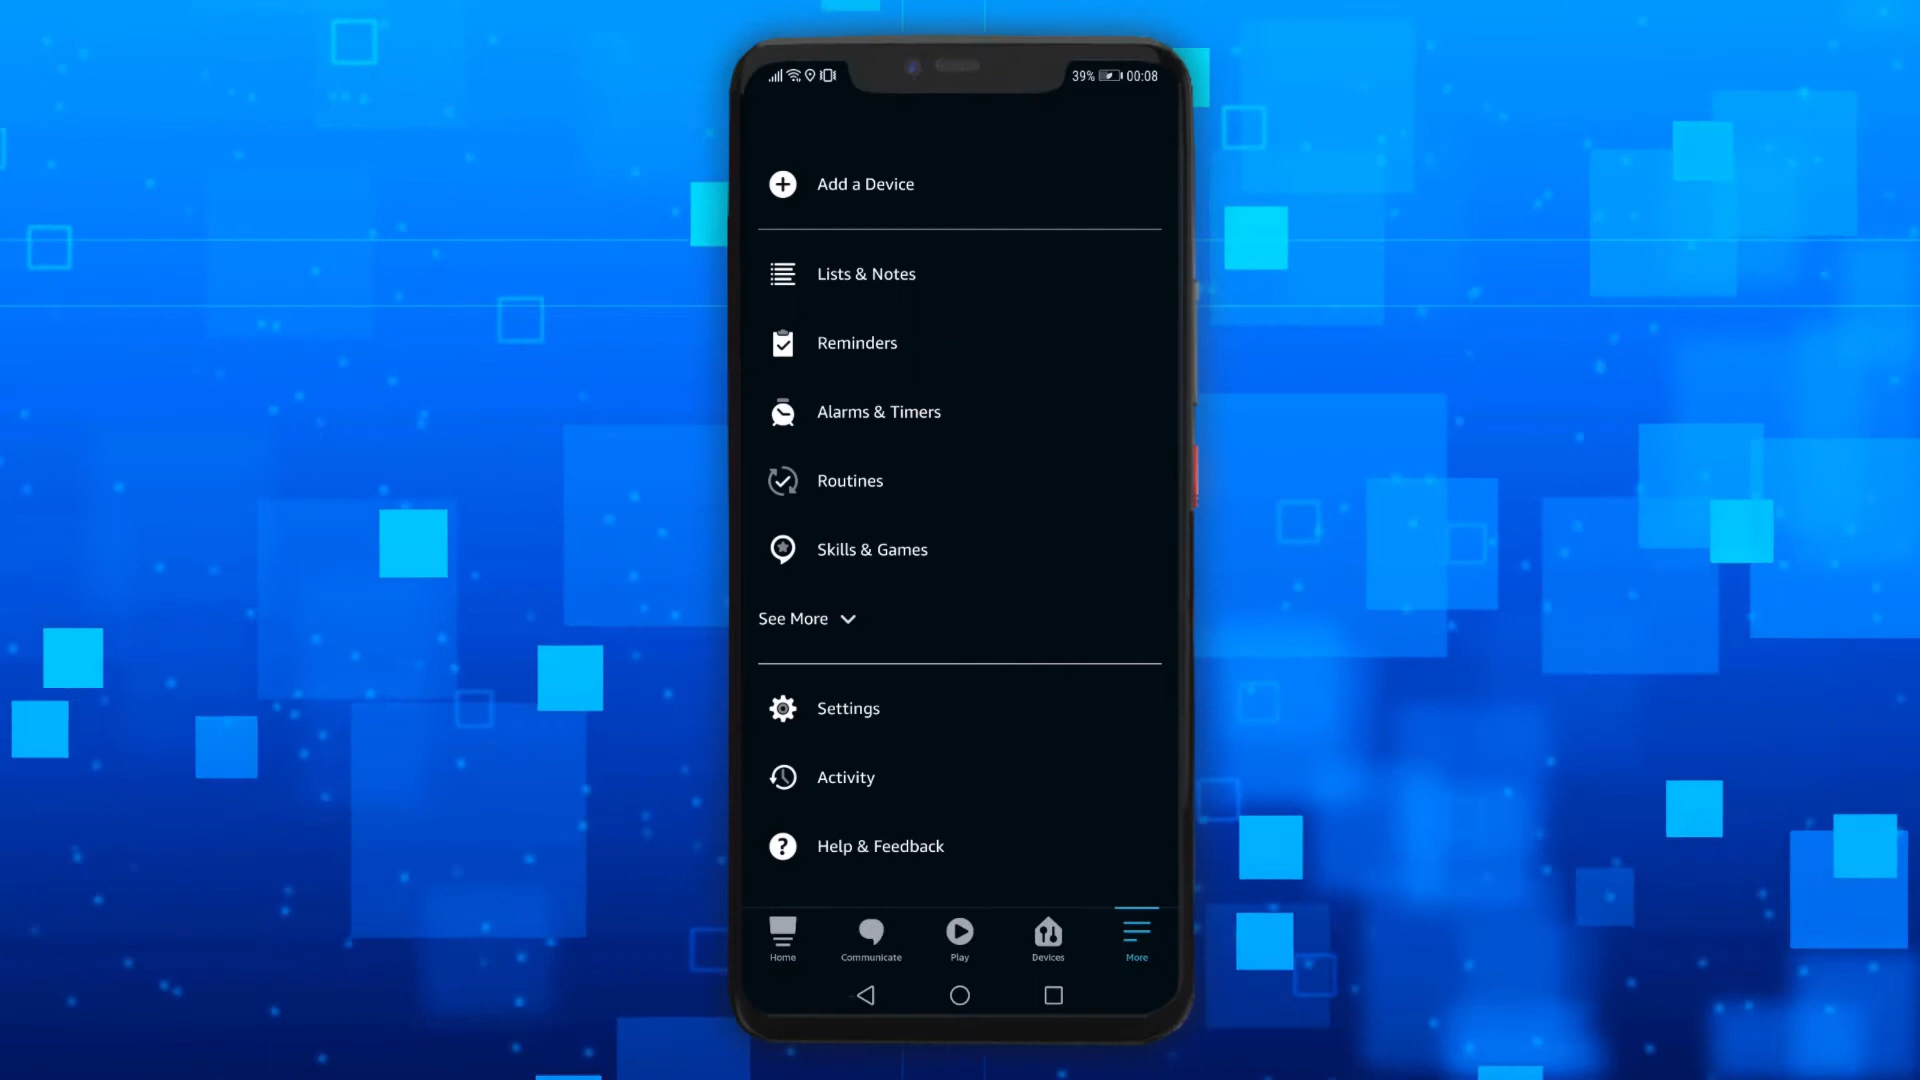 39% 00:08
Add a Device
Lists & Notes
Reminders
Alarms & Timers
Routines
Skills & Games
See More
Settings
Activity
Help & Feedback
Home Communicate Play Devices More